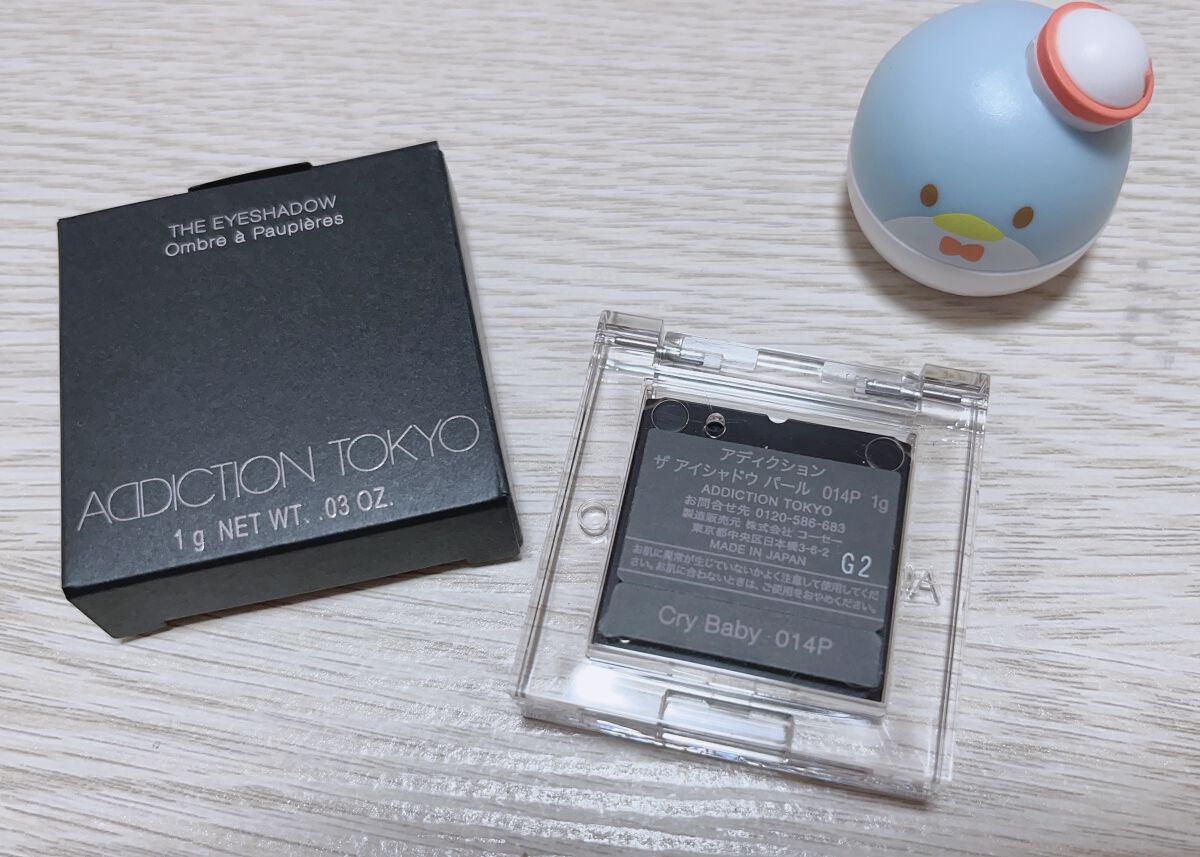 THE EYESHADOW
Ombre à Paupières
ADDICTION TOKYO
1 g NET WT. .03 OZ.
アディクション
ザ アイシャドウ パール 014P 1g
ADDICTION TOKYO
お問合せ先 0120-586-683
製造販売元 株式会社 コーセー
東京都中央区日本橋3-6-2
MADE IN JAPAN
G2
お肌に異常が生じていないかよく注意して使用してくだ
さい。お肌に合わないときは、ご使用をおやめください。
Cry Baby 014P